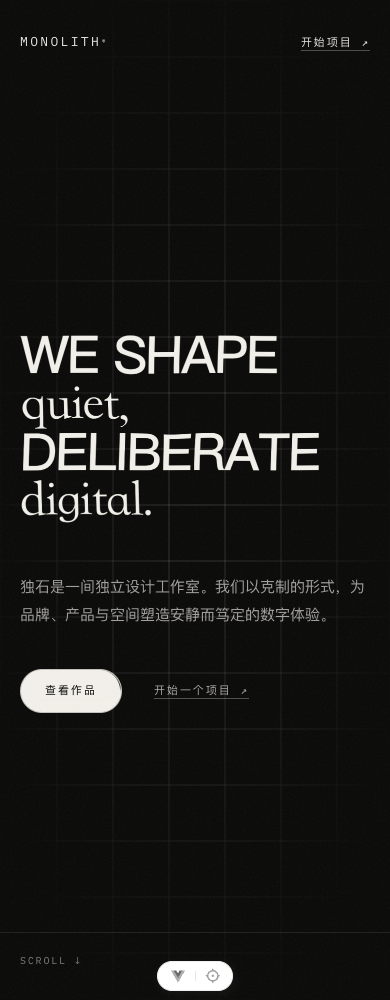 MONOLITH®
开始项目 ↗
WE SHAPE
quiet,
DELIBERATE
digital.
独石是一间独立设计工作室。我们以克制的形式，为
品牌、产品与空间塑造安静而笃定的数字体验。
查看作品
开始一个项目 ↗
SCROLL ↓